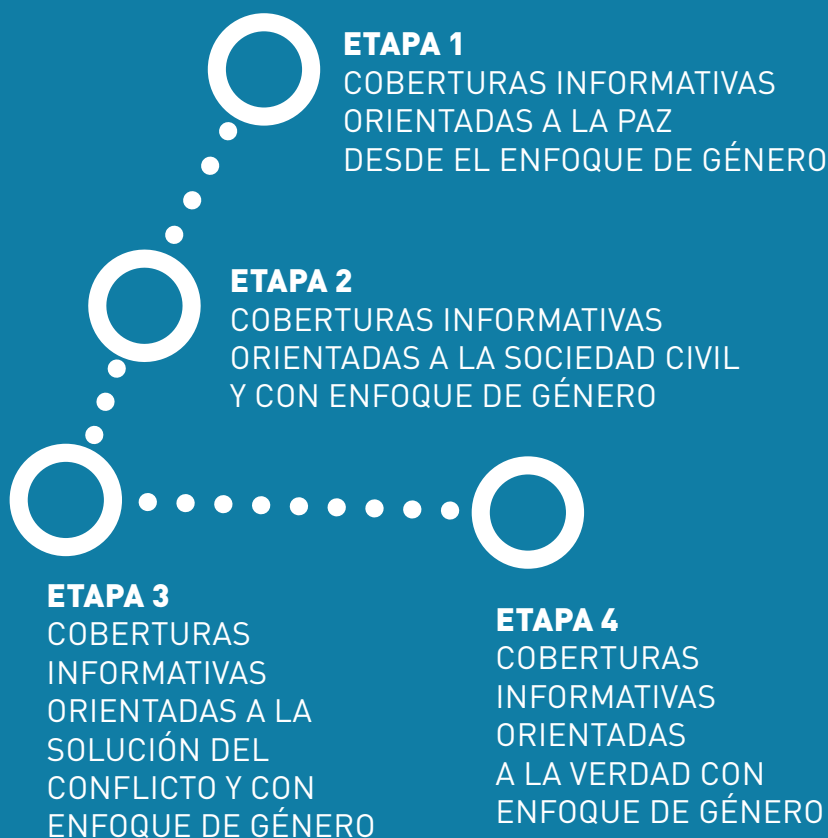 ETAPA 1
COBERTURAS INFORMATIVAS
ORIENTADAS A LA PAZ
DESDE EL ENFOQUE DE GÉNERO
ETAPA 2
COBERTURAS INFORMATIVAS
ORIENTADAS A LA SOCIEDAD CIVIL
Y CON ENFOQUE DE GÉNERO
ETAPA 3
COBERTURAS
INFORMATIVAS
ORIENTADAS A LA
SOLUCIÓN DEL
CONFLICTO Y CON
ENFOQUE DE GÉNERO
ETAPA 4
COBERTURAS
INFORMATIVAS
ORIENTADAS
A LA VERDAD CON
ENFOQUE DE GÉNERO